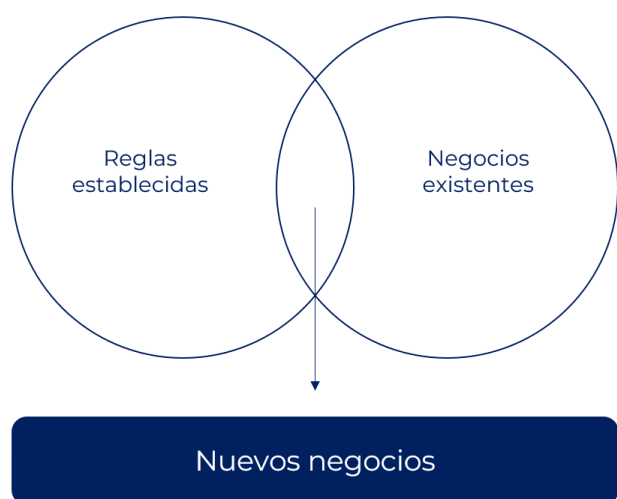 Reglas
establecidas
Negocios
existentes
Nuevos negocios